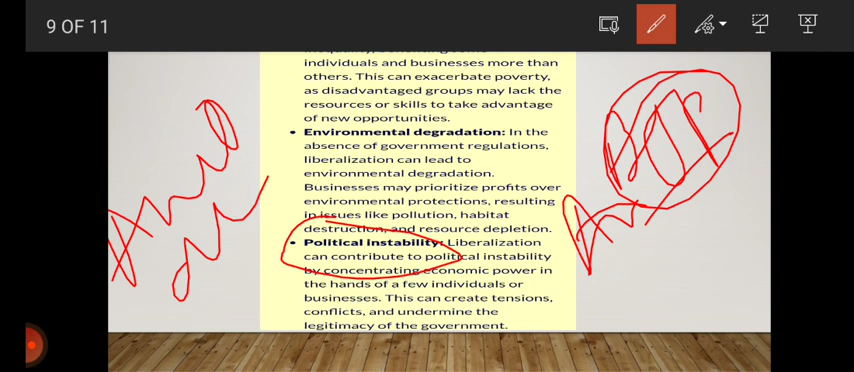 9 OF 11
individuals and businesses more than
others. This can exacerbate poverty,
as disadvantaged groups may lack the
resources or skills to take advantage
of new opportunities.
• Environmental degradation: In the
absence of government regulations,
liberalization can lead to
environmental degradation.
Businesses may prioritize profits over
environmental protections, resulting
in issues like pollution, habitat
destruction, and resource depletion.
• Political instability: Liberalization
can contribute to political instability
by concentrating economic power in
the hands of a few individuals or
businesses. This can create tensions,
conflicts, and undermine the
legitimacy of the government.